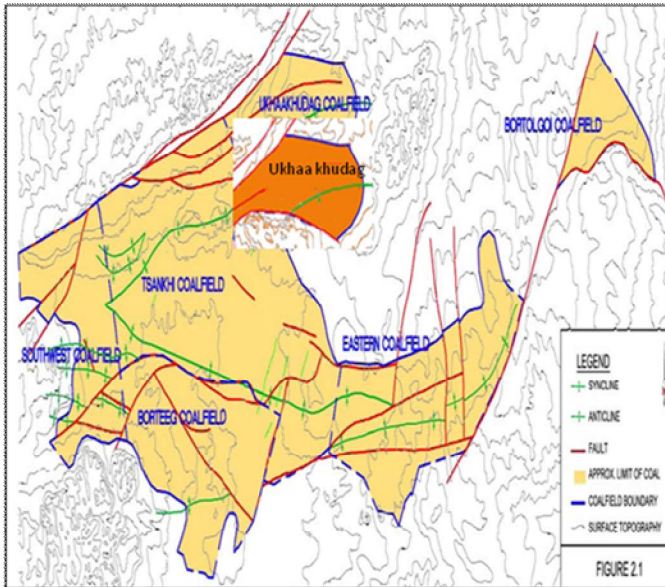 UKHAAKHUDAG COALFIELD
BORTOLGOI COALFIELD
Ukhaa khudag
TSANKHI COALFIELD
EASTERN COALFIELD
SOUTHWEST COALFIELD
BORTEEG COALFIELD
LEGEND
SYNCLINE
ANTICLINE
FAULT
APPROX. LIMIT OF COAL
COALFIELD BOUNDARY
SURFACE TOPOGRAPHY
FIGURE 2.1